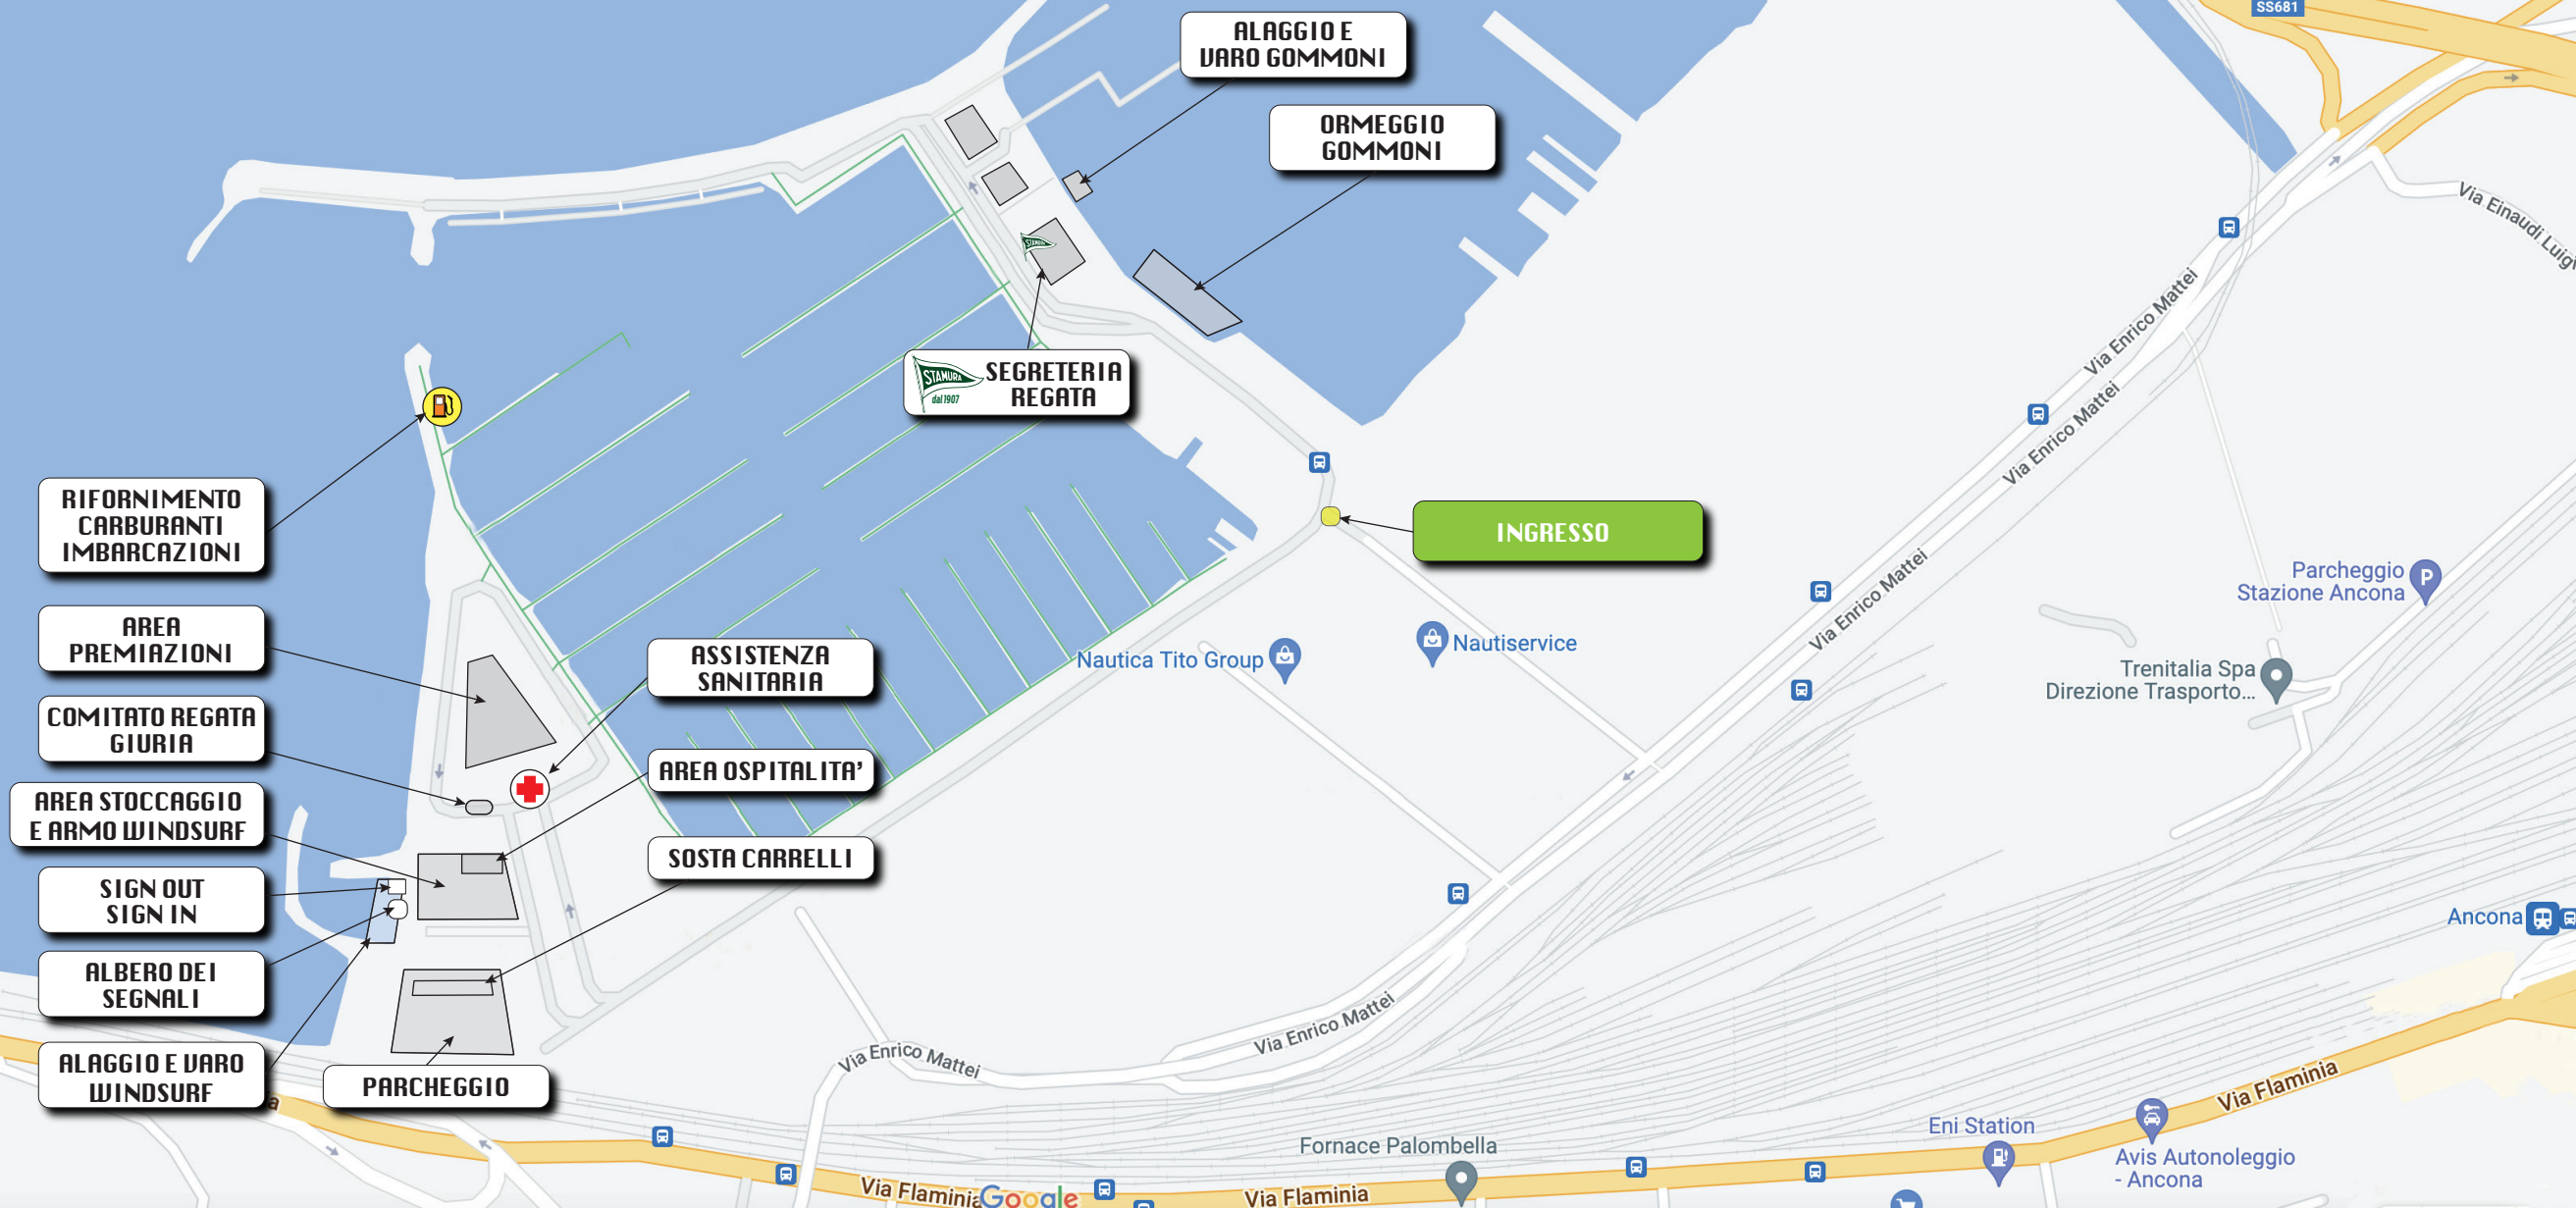 SS681
ALAGGIO E
VARO GOMMONI
ORMEGGIO
GOMMONI
Via Einaudi Luigi
Via Enrico Mattei
Via Enrico Mattei
STAMURA
STAMURA
dal 1907
SEGRETERIA
REGATA
RIFORNIMENTO
CARBURANTI
IMBARCAZIONI
INGRESSO
Via Enrico Mattei
P
Parcheggio
Stazione Ancona
AREA
PREMIAZIONI
ASSISTENZA
SANITARIA
Nautica Tito Group
Nautiservice
Trenitalia Spa
Direzione Trasporto...
COMITATO REGATA
GIURIA
AREA OSPITALITA’
AREA STOCCAGGIO
E ARMO WINDSURF
SOSTA CARRELLI
SIGN OUT
SIGN IN
Ancona
ALBERO DEI
SEGNALI
Via Enrico Mattei
Via Enrico Mattei
ALAGGIO E VARO
WINDSURF
PARCHEGGIO
a
Via Flaminia
Eni Station
Fornace Palombella
Avis Autonoleggio
- Ancona
Via Flaminia
Google
Via Flaminia